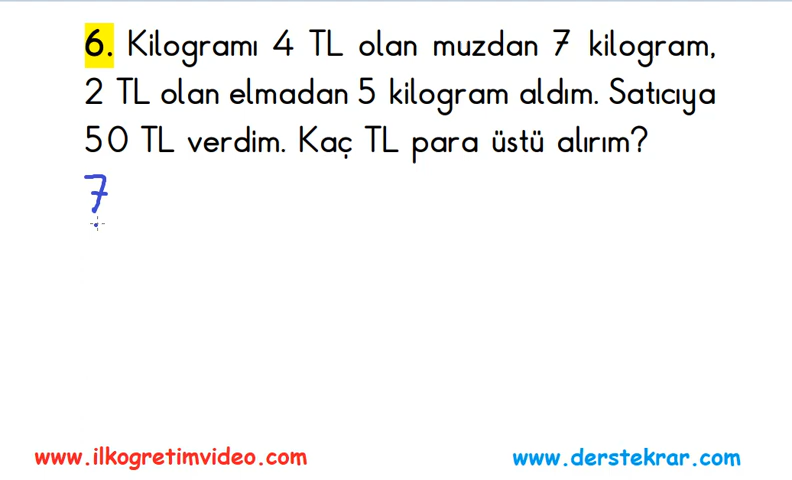 6. Kilogramı 4 TL olan muzdan 7 kilogram,
2 TL olan elmadan 5 kilogram aldım. Satıcıya
50 TL verdim. Kaç TL para üstü alırım?
7
www.ilkogretimvideo.com
www.derstekrar.com